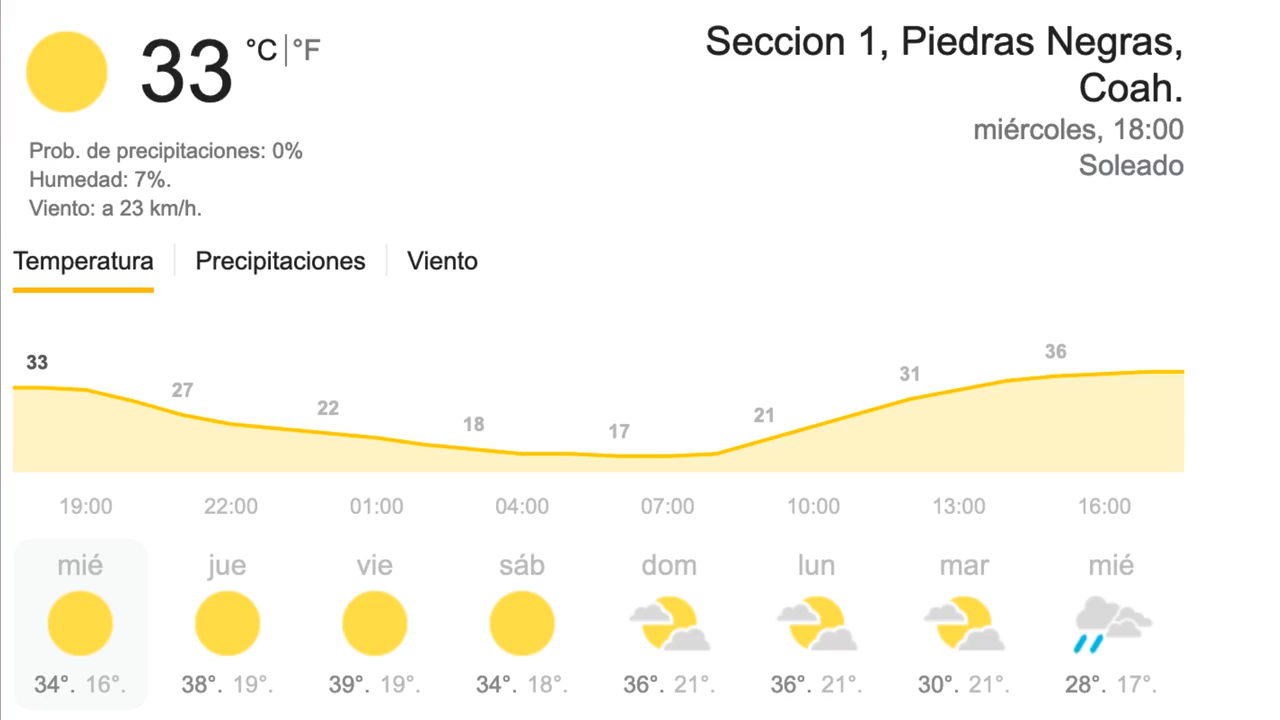 33 °C | °F
Seccion 1, Piedras Negras,
Coah.
miércoles, 18:00
Soleado
Prob. de precipitaciones: 0%
Humedad: 7%.
Viento: a 23 km/h.
Temperatura | Precipitaciones | Viento
33 27 22 18 17 21 31 36
19:00 22:00 01:00 04:00 07:00 10:00 13:00 16:00
mié jue vie sáb dom lun mar mié
34°. 16°. 38°. 19°. 39°. 19°. 34°. 18°. 36°. 21°. 36°. 21°. 30°. 21°. 28°. 17°.